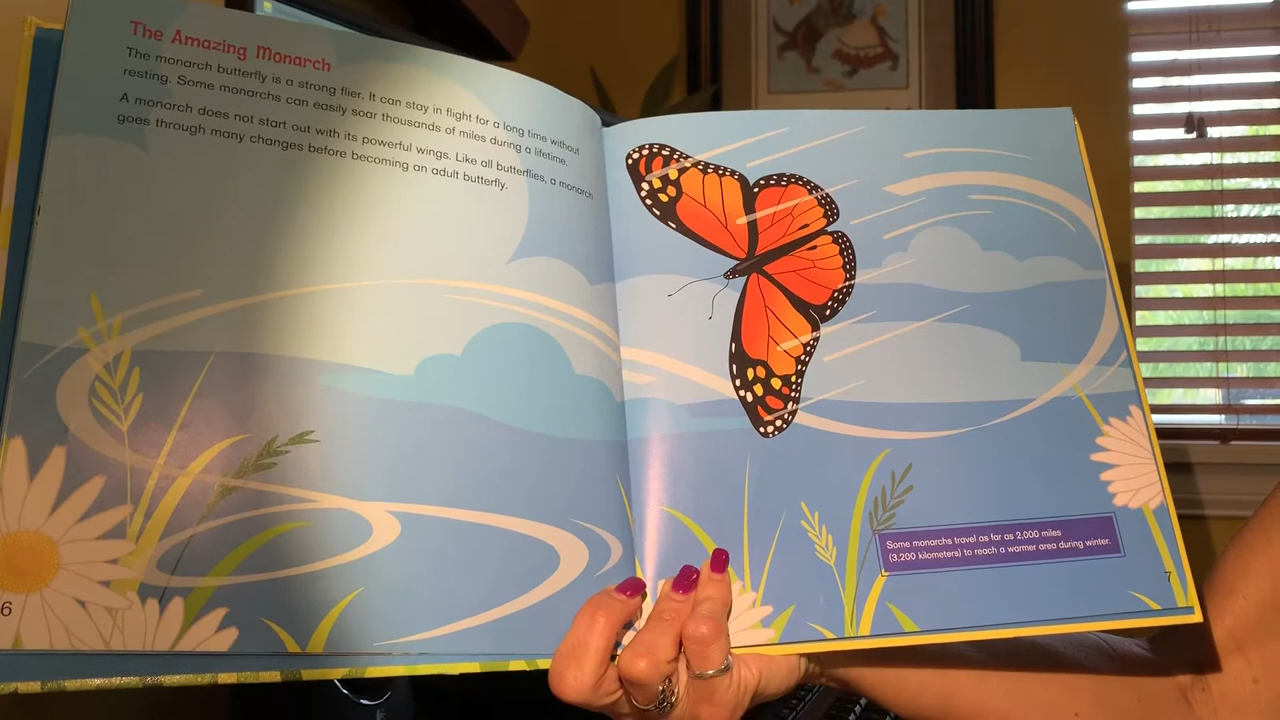 The Amazing Monarch
The monarch butterfly is a strong flier. It can stay in flight for a long time without
resting. Some monarchs can easily soar thousands of miles during a lifetime.
A monarch does not start out with its powerful wings. Like all butterflies, a monarch
goes through many changes before becoming an adult butterfly.
Some monarchs travel as far as 2,000 miles
(3,200 kilometers) to reach a warmer area during winter.
6
7